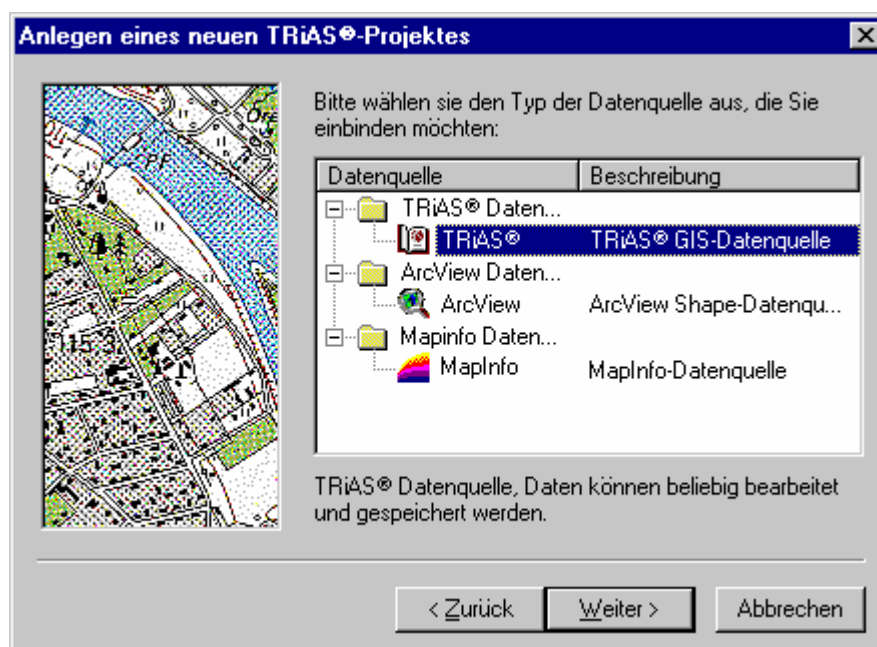 Anlegen eines neuen TRiAS®-Projektes
Bitte wählen sie den Typ der Datenquelle aus, die Sie
einbinden möchten:
Datenquelle Beschreibung
TRiAS® Daten...
TRiAS® TRiAS® GIS-Datenquelle
ArcView Daten...
ArcView ArcView Shape-Datenqu...
Mapinfo Daten...
MapInfo MapInfo-Datenquelle
115.3
TRiAS® Datenquelle, Daten können beliebig bearbeitet
und gespeichert werden.
< Zurück Weiter > Abbrechen